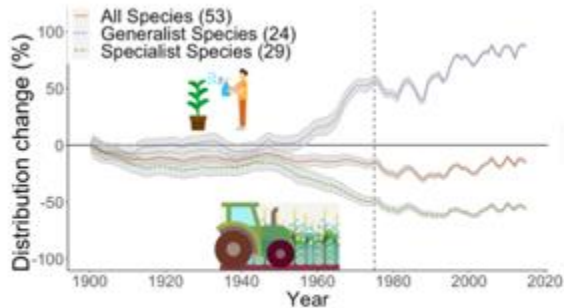 All Species (53)
Generalist Species (24)
Specialist Species (29)
Distribution change (%)
100
50
0
-50
-100
1900 1920 1940 1960 1980 2000 2020
Year